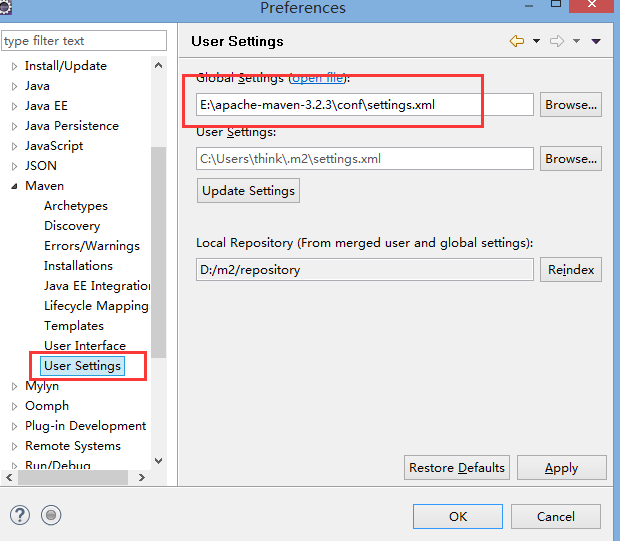 Preferences
type filter text
Install/Update
Java
Java EE
Java Persistence
JavaScript
JSON
Maven
Archetypes
Discovery
Errors/Warnings
Installations
Java EE Integration
Lifecycle Mappings
Templates
User Interface
User Settings
Mylyn
Oomph
Plug-in Development
Remote Systems
Run/Debug
User Settings
Global Settings (open file):
E:\apache-maven-3.2.3\conf\settings.xml
Browse...
User Settings:
C:\Users\think\.m2\settings.xml
Browse...
Update Settings
Local Repository (From merged user and global settings):
D:/m2/repository
Reindex
Restore Defaults
Apply
?
OK
Cancel